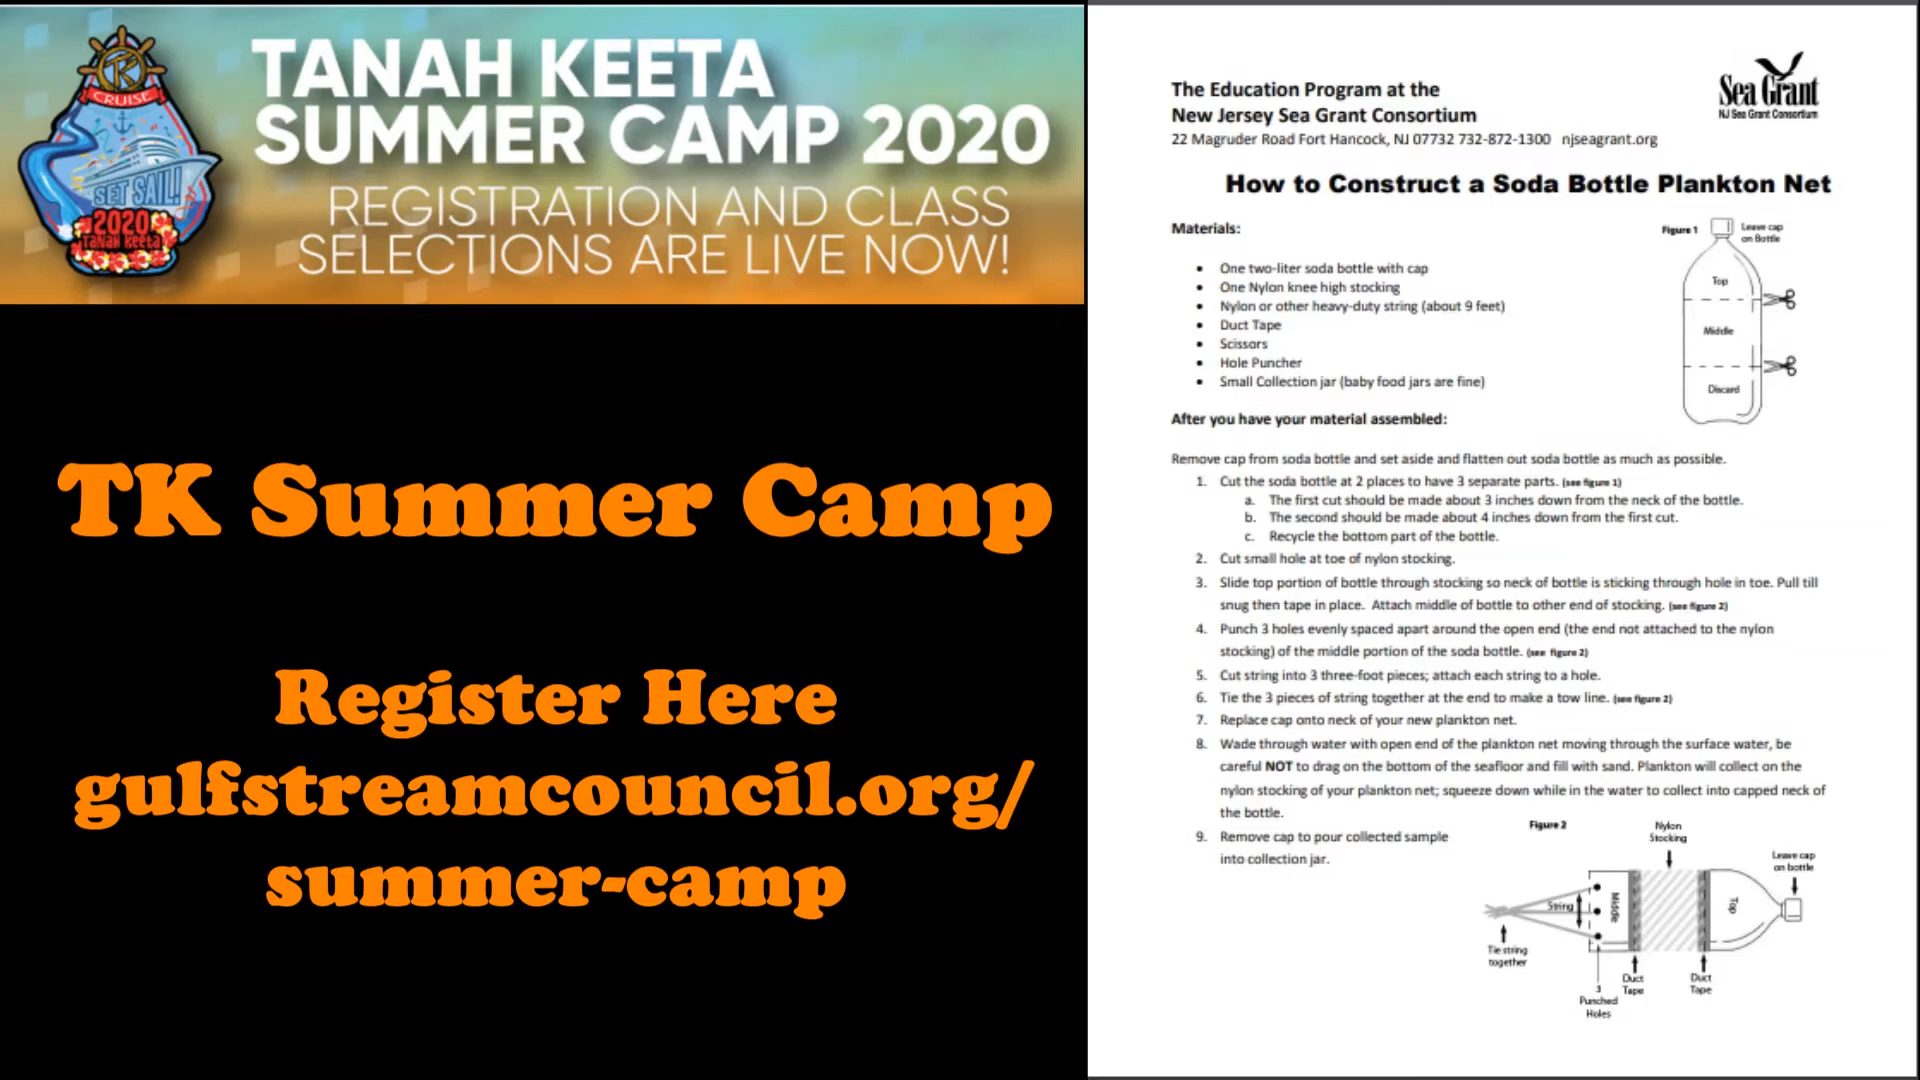 TK
CRUISE
SET SAIL!
2020
TaNaH Keeta
TANAH KEETA
SUMMER CAMP 2020
REGISTRATION AND CLASS
SELECTIONS ARE LIVE NOW!
TK Summer Camp
Register Here
gulfstreamcouncil.org/
summer-camp
The Education Program at the
New Jersey Sea Grant Consortium
22 Magruder Road Fort Hancock, NJ 07732 732-872-1300 njseagrant.org
Sea Grant
NJ Sea Grant Consortium
How to Construct a Soda Bottle Plankton Net
Materials:
• One two-liter soda bottle with cap
• One Nylon knee high stocking
• Nylon or other heavy-duty string (about 9 feet)
• Duct Tape
• Scissors
• Hole Puncher
• Small Collection jar (baby food jars are fine)
Figure 1
Leave cap
on Bottle
Top
Middle
Discard
After you have your material assembled:
Remove cap from soda bottle and set aside and flatten out soda bottle as much as possible.
1. Cut the soda bottle at 2 places to have 3 separate parts. (see figure 1)
a. The first cut should be made about 3 inches down from the neck of the bottle.
b. The second should be made about 4 inches down from the first cut.
c. Recycle the bottom part of the bottle.
2. Cut small hole at toe of nylon stocking.
3. Slide top portion of bottle through stocking so neck of bottle is sticking through hole in toe. Pull till
snug then tape in place. Attach middle of bottle to other end of stocking. (see figure 2)
4. Punch 3 holes evenly spaced apart around the open end (the end not attached to the nylon
stocking) of the middle portion of the soda bottle. (see figure 2)
5. Cut string into 3 three-foot pieces; attach each string to a hole.
6. Tie the 3 pieces of string together at the end to make a tow line. (see figure 2)
7. Replace cap onto neck of your new plankton net.
8. Wade through water with open end of the plankton net moving through the surface water, be
careful NOT to drag on the bottom of the seafloor and fill with sand. Plankton will collect on the
nylon stocking of your plankton net; squeeze down while in the water to collect into capped neck of
the bottle.
9. Remove cap to pour collected sample
into collection jar.
Figure 2
Nylon
Stocking
Leave cap
on bottle
String
Middle
Top
Tie string
together
3
Punched
Holes
Duct
Tape
Duct
Tape